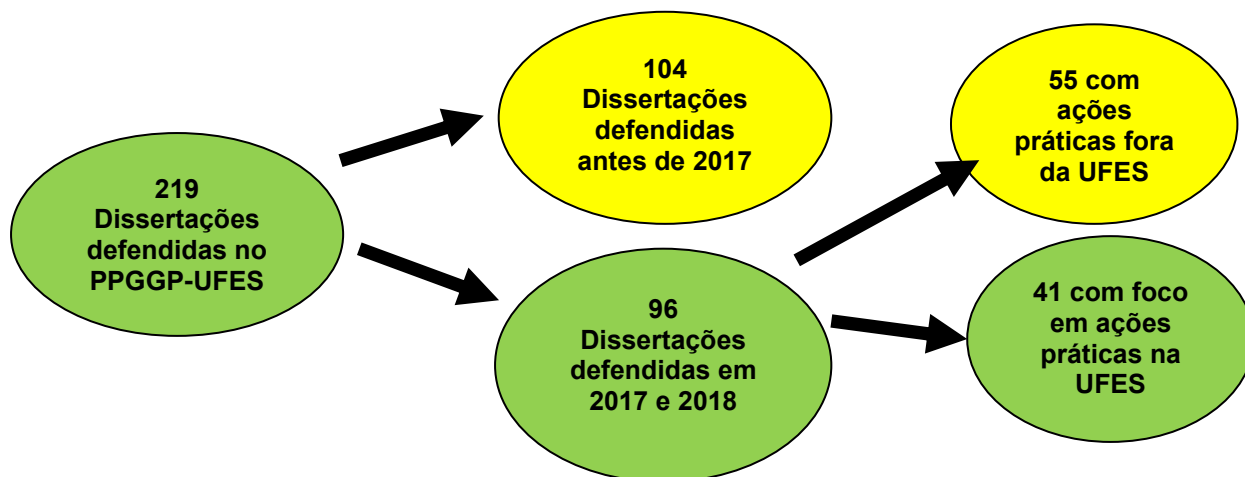 219
Dissertações
defendidas no
PPGGP-UFES
104
Dissertações
defendidas
antes de 2017
96
Dissertações
defendidas em
2017 e 2018
55 com
ações
práticas fora
da UFES
41 com foco
em ações
práticas na
UFES